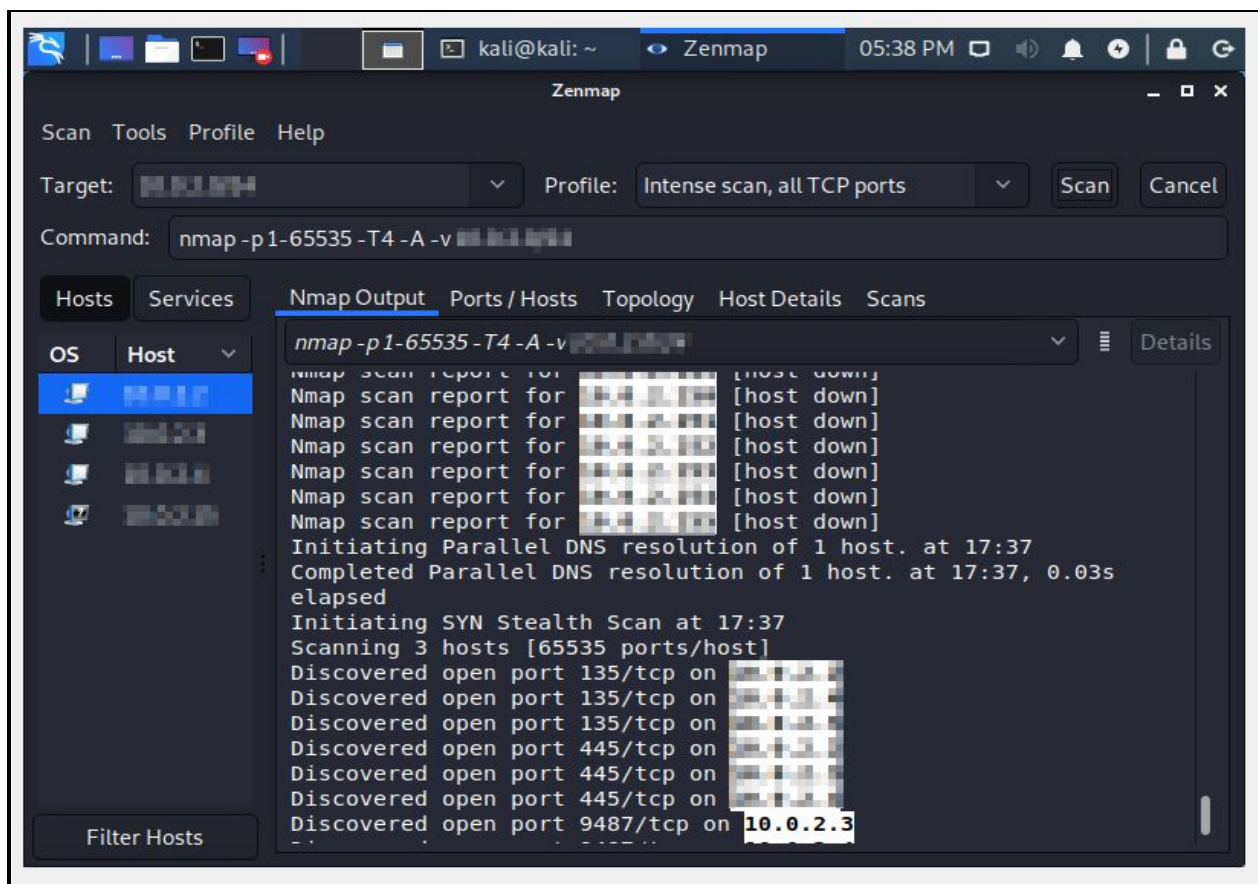 kali@kali: ~
Zenmap
05:38 PM
Zenmap
Scan Tools Profile Help
Target:
Profile: Intense scan, all TCP ports
Scan
Cancel
Command: nmap -p 1-65535 -T4 -A -v
Hosts
Services
Nmap Output Ports / Hosts Topology Host Details Scans
OS Host
nmap -p 1-65535 -T4 -A -v
Details
Nmap scan report for [host down]
Nmap scan report for [host down]
Nmap scan report for [host down]
Nmap scan report for [host down]
Nmap scan report for [host down]
Nmap scan report for [host down]
Nmap scan report for [host down]
Initiating Parallel DNS resolution of 1 host. at 17:37
Completed Parallel DNS resolution of 1 host. at 17:37, 0.03s
elapsed
Initiating SYN Stealth Scan at 17:37
Scanning 3 hosts [65535 ports/host]
Discovered open port 135/tcp on
Discovered open port 135/tcp on
Discovered open port 135/tcp on
Discovered open port 445/tcp on
Discovered open port 445/tcp on
Discovered open port 445/tcp on
Discovered open port 9487/tcp on 10.0.2.3
Filter Hosts